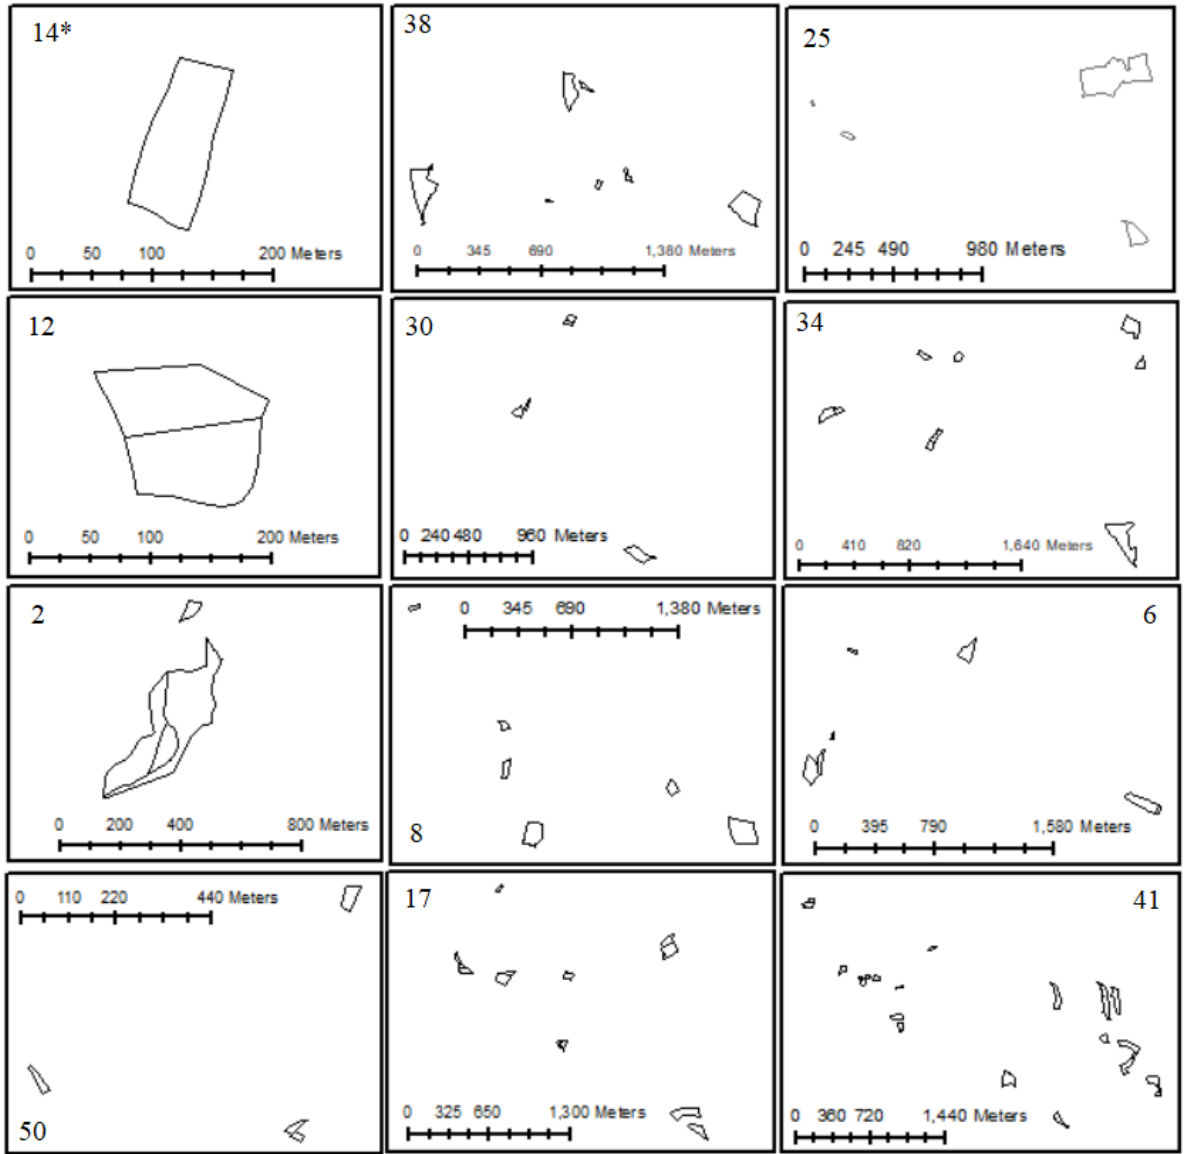 14*
0 50 100 200 Meters
38
0 345 690 1,380 Meters
25
0 245 490 980 Meters
12
0 50 100 200 Meters
30
0 240 480 960 Meters
34
0 410 820 1,640 Meters
2
0 200 400 800 Meters
0 345 690 1,380 Meters
8
6
0 395 790 1,580 Meters
0 110 220 440 Meters
50
17
0 325 650 1,300 Meters
41
0 360 720 1,440 Meters